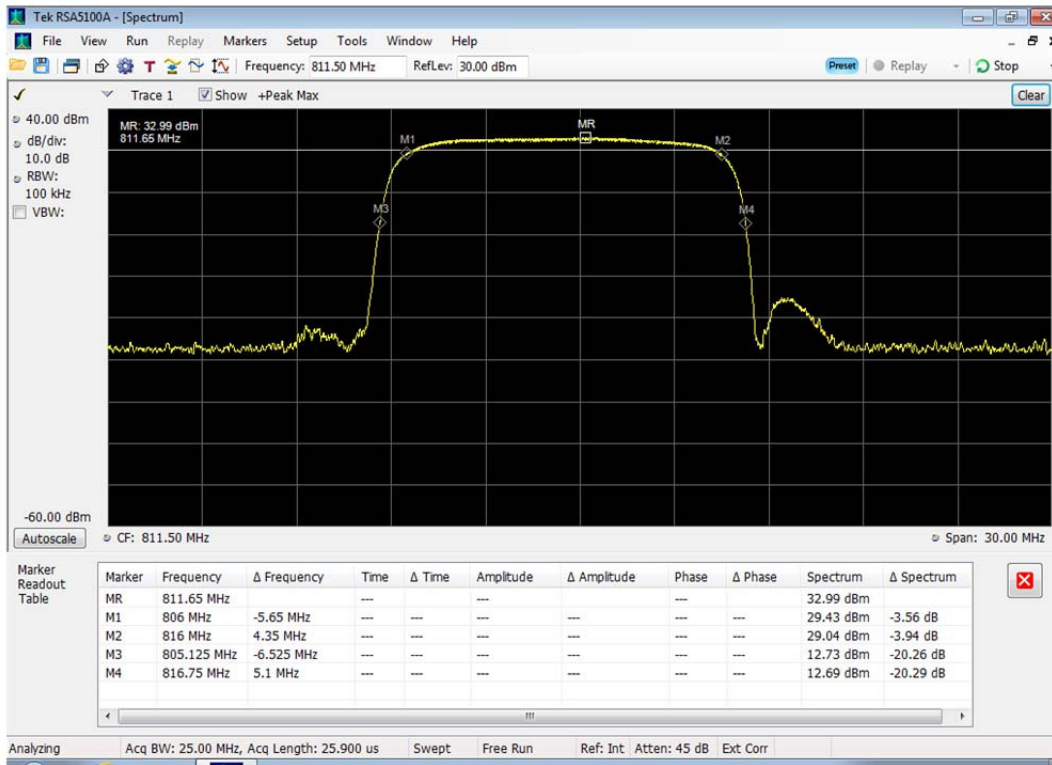 Tek RSA5100A - [Spectrum]
File View Run Replay Markers Setup Tools Window Help
T Frequency: 811.50 MHz RefLev: 30.00 dBm Preset Replay Stop
Trace 1 Show +Peak Max Clear
40.00 dBm
dB/div:
10.0 dB
RBW:
100 kHz
VBW:
MR: 32.99 dBm
811.65 MHz
MR
M1
M2
M3
M4
-60.00 dBm
Autoscale CF: 811.50 MHz Span: 30.00 MHz
Marker
Readout
Table
Marker Frequency Δ Frequency Time Δ Time Amplitude Δ Amplitude Phase Δ Phase Spectrum Δ Spectrum
MR 811.65 MHz --- --- --- 32.99 dBm
M1 806 MHz -5.65 MHz --- --- --- --- --- --- 29.43 dBm -3.56 dB
M2 816 MHz 4.35 MHz --- --- --- --- --- --- 29.04 dBm -3.94 dB
M3 805.125 MHz -6.525 MHz --- --- --- --- --- --- 12.73 dBm -20.26 dB
M4 816.75 MHz 5.1 MHz --- --- --- --- --- --- 12.69 dBm -20.29 dB
Analyzing Acq BW: 25.00 MHz, Acq Length: 25.900 us Swept Free Run Ref: Int Atten: 45 dB Ext Corr